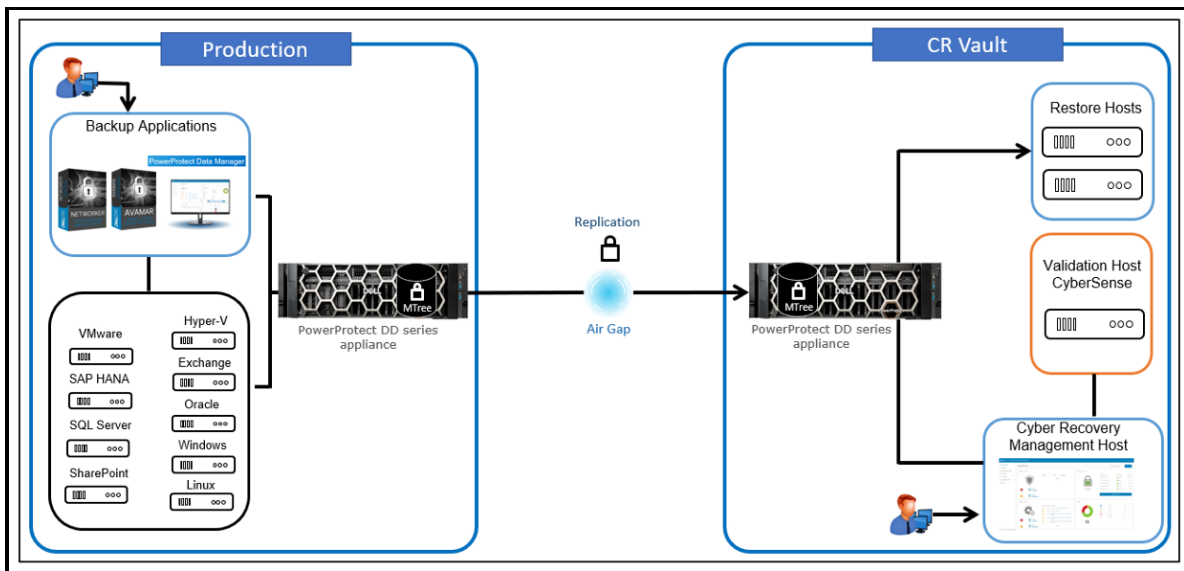 Production
Backup Applications
PowerProtect Data Manager
NETWORKER
AVAMAR
VMware
SAP HANA
SQL Server
SharePoint
Hyper-V
Exchange
Oracle
Windows
Linux
DELL
MTree
PowerProtect DD series
appliance
Replication
Air Gap
CR Vault
MTree
DELL
PowerProtect DD series
appliance
Restore Hosts
Validation Host
CyberSense
Cyber Recovery
Management Host